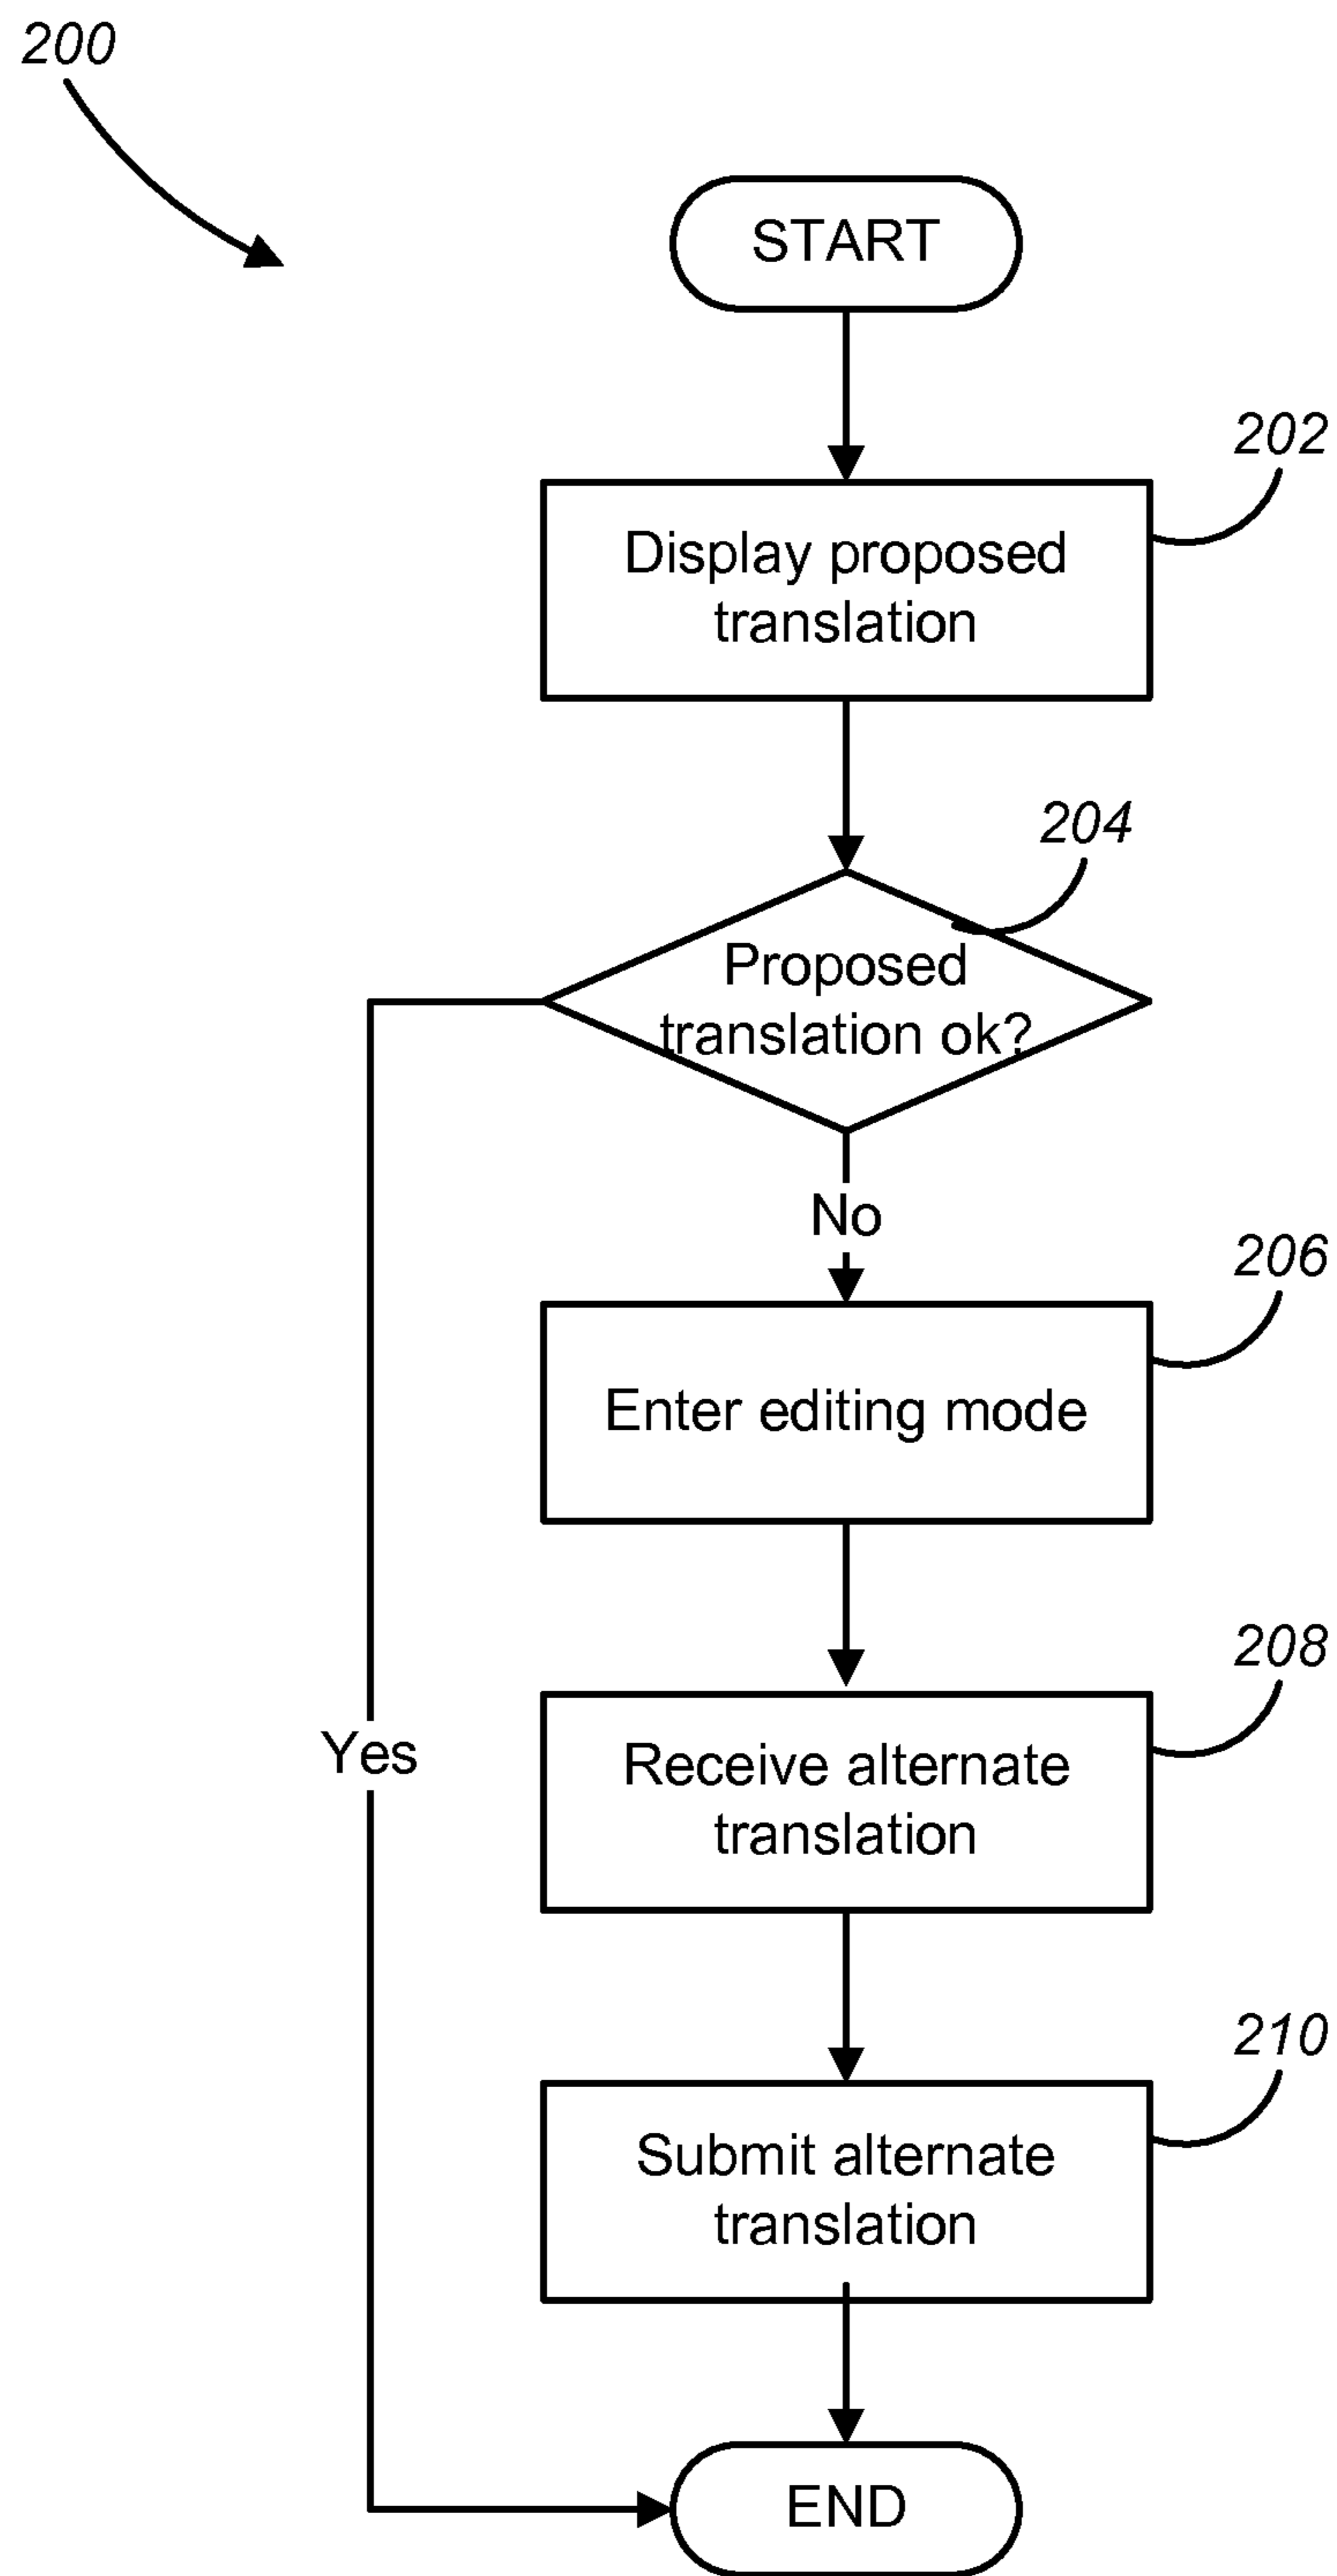 200
START
202
Display proposed
translation
204
Proposed
translation ok?
No
206
Enter editing mode
208
Yes
Receive alternate
translation
210
Submit alternate
translation
END